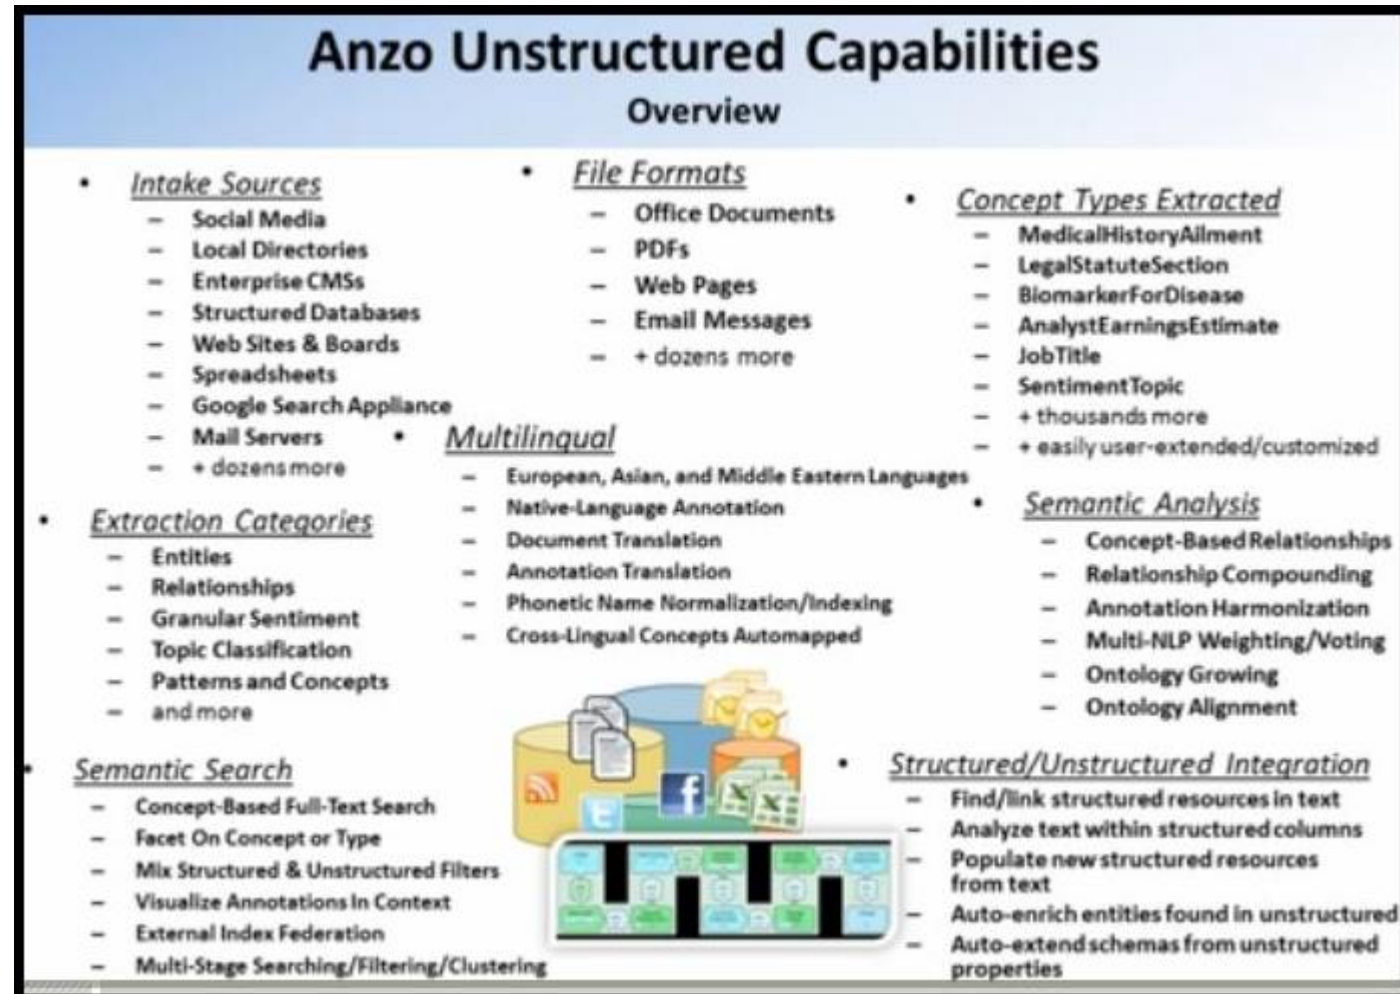 Anzo Unstructured Capabilities
Overview
• Intake Sources
– Social Media
– Local Directories
– Enterprise CMSs
– Structured Databases
– Web Sites & Boards
– Spreadsheets
– Google Search Appliance
– Mail Servers
– + dozens more
• File Formats
– Office Documents
– PDFs
– Web Pages
– Email Messages
– + dozens more
• Concept Types Extracted
– MedicalHistoryAilment
– LegalStatuteSection
– BiomarkerForDisease
– AnalystEarningsEstimate
– JobTitle
– SentimentTopic
– + thousands more
– + easily user-extended/customized
• Multilingual
– European, Asian, and Middle Eastern Languages
– Native-Language Annotation
– Document Translation
– Annotation Translation
– Phonetic Name Normalization/Indexing
– Cross-Lingual Concepts Automapped
• Extraction Categories
– Entities
– Relationships
– Granular Sentiment
– Topic Classification
– Patterns and Concepts
– and more
• Semantic Analysis
– Concept-Based Relationships
– Relationship Compounding
– Annotation Harmonization
– Multi-NLP Weighting/Voting
– Ontology Growing
– Ontology Alignment
• Semantic Search
– Concept-Based Full-Text Search
– Facet On Concept or Type
– Mix Structured & Unstructured Filters
– Visualize Annotations In Context
– External Index Federation
– Multi-Stage Searching/Filtering/Clustering
• Structured/Unstructured Integration
– Find/link structured resources in text
– Analyze text within structured columns
– Populate new structured resources
from text
– Auto-enrich entities found in unstructured
– Auto-extend schemas from unstructured
properties